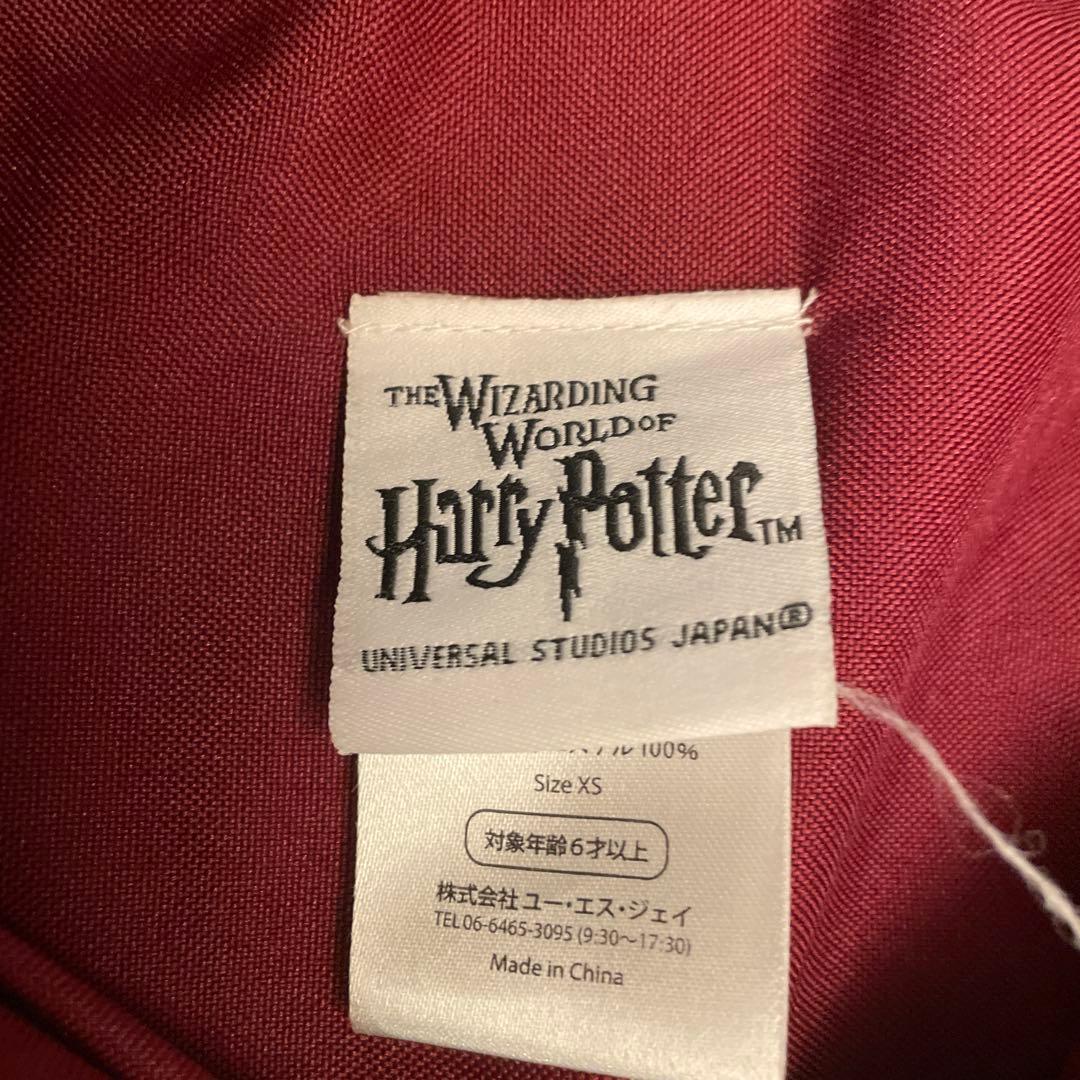 THE WIZARDING
WORLD OF
Harry Potter™
UNIVERSAL STUDIOS JAPAN®
100%
Size XS
対象年齢6才以上
株式会社 ユー・エス・ジェイ
TEL 06-6465-3095 (9:30～17:30)
Made in China